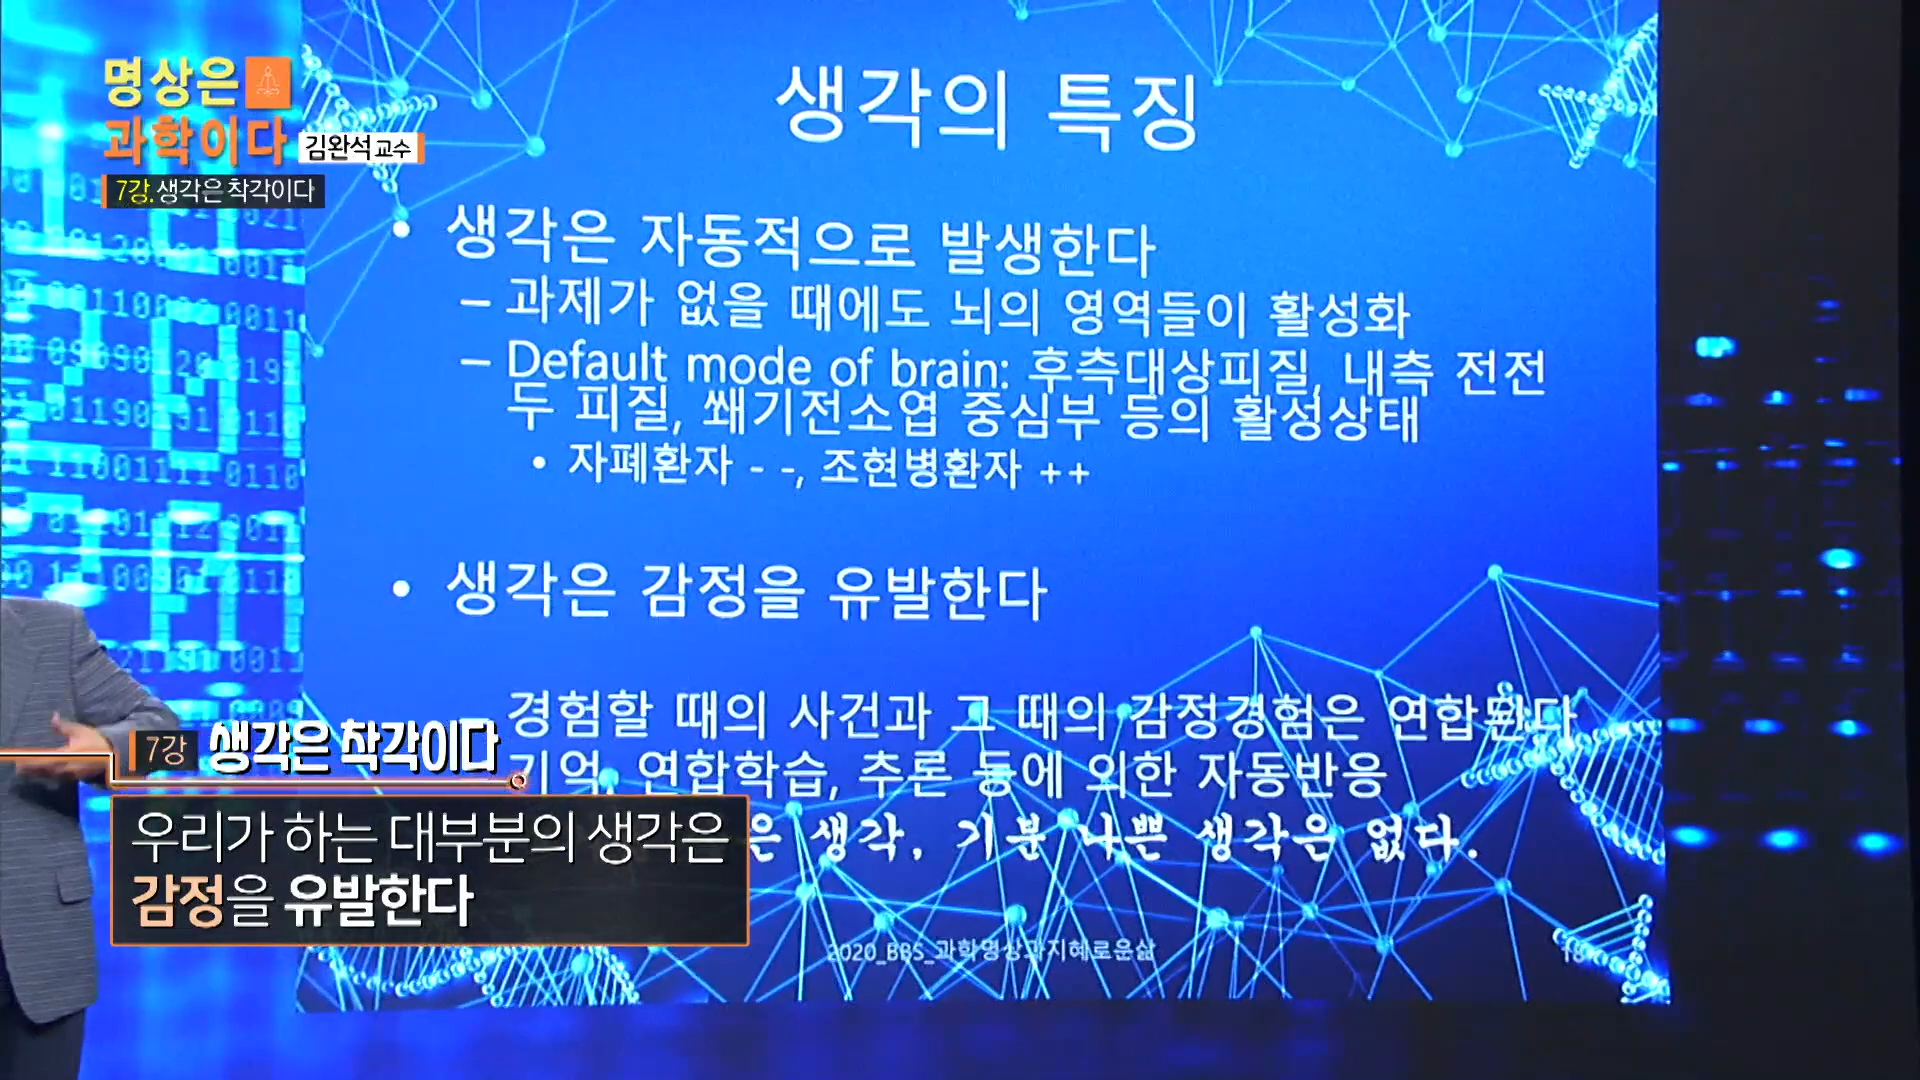 명상은
과학이다 김완석 교수
7강. 생각은 착각이다
생각의 특징
• 생각은 자동적으로 발생한다
– 과제가 없을 때에도 뇌의 영역들이 활성화
– Default mode of brain: 후측대상피질, 내측 전전
두 피질, 쐐기전소엽 중심부 등의 활성상태
• 자폐환자 - -, 조현병환자 ++
• 생각은 감정을 유발한다
경험할 때의 사건과 그 때의 감정경험은 연합된다
기억, 연합학습, 추론 등에 의한 자동반응
은 생각, 기분 나쁜 생각은 없다.
7강 생각은 착각이다
우리가 하는 대부분의 생각은
감정을 유발한다
2020_BBS_과학명상과지혜로운삶
18